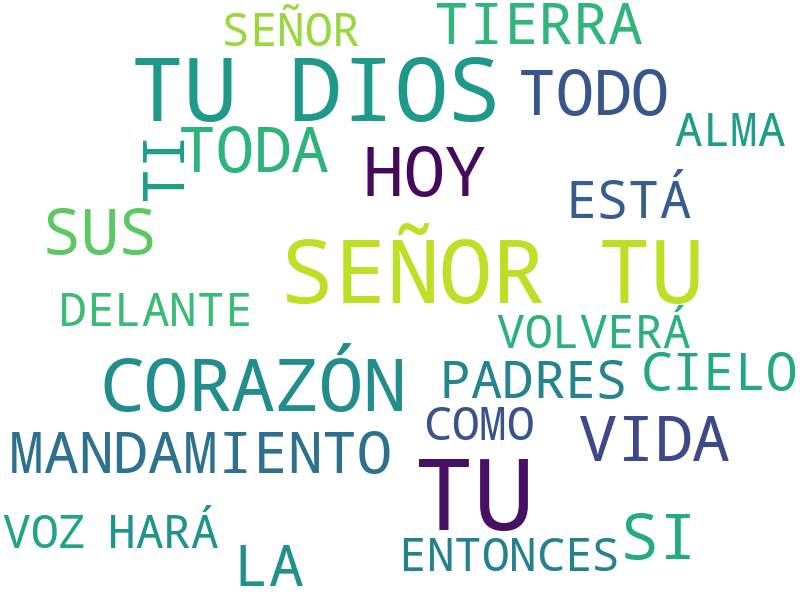 SEÑOR
TIERRA
TU DIOS
TODO
ALMA
TI
TODA
HOY
ESTÁ
SUS
SEÑOR TU
DELANTE
VOLVERÁ
CORAZÓN
PADRES
CIELO
COMO
VIDA
MANDAMIENTO
TU
VOZ
HARÁ
SI
ENTONCES
LA